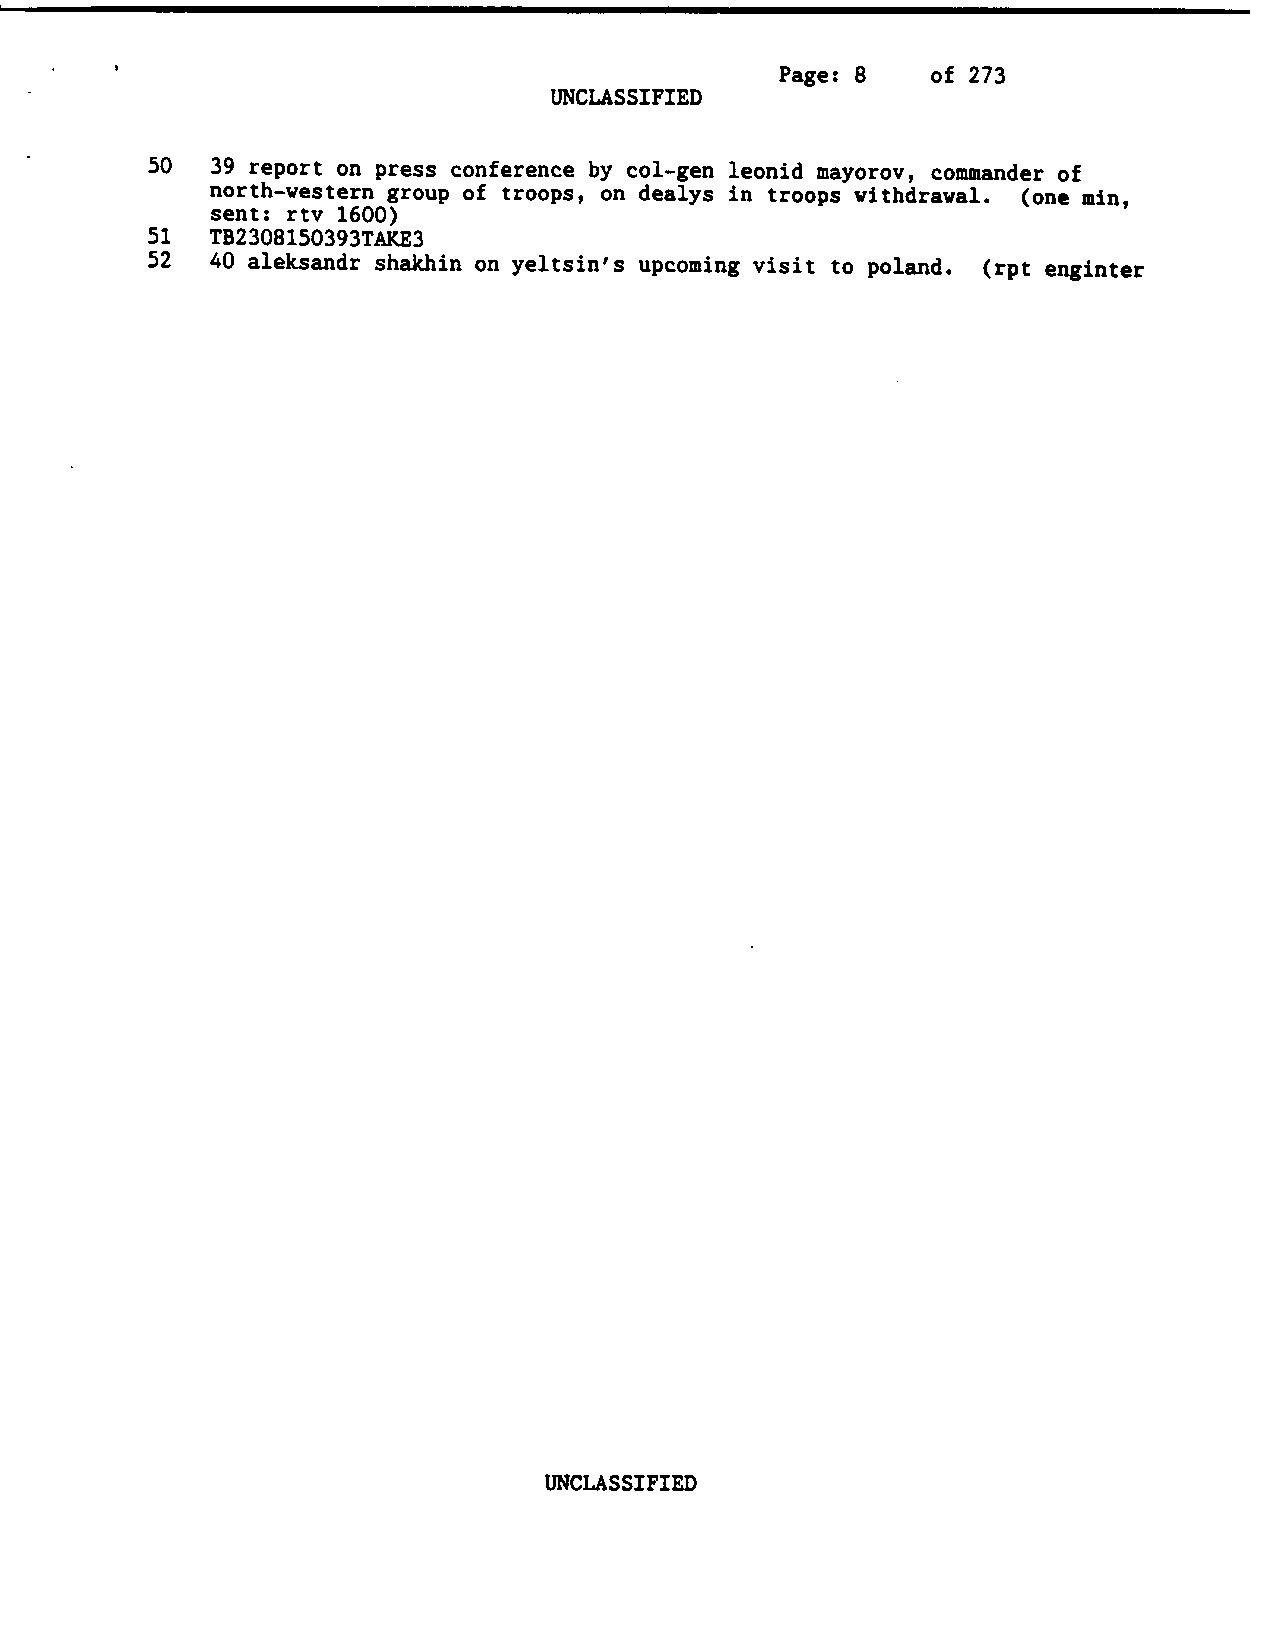 Page: 8 of 273
UNCLASSIFIED
50 39 report on press conference by col-gen leonid mayorov, commander of
north-western group of troops, on dealys in troops withdrawal. (one min,
sent: rtv 1600)
51 TB2308150393TAKE3
52 40 aleksandr shakhin on yeltsin's upcoming visit to poland. (rpt enginter
UNCLASSIFIED